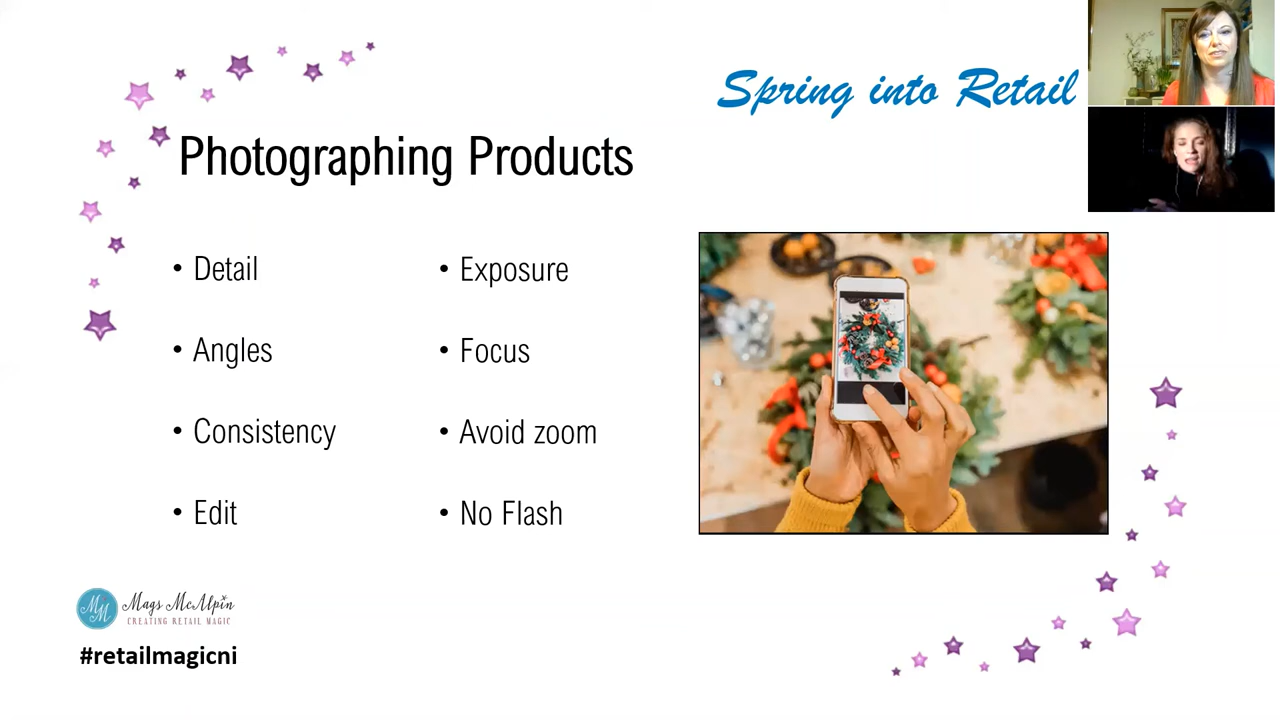 Spring into Retail
Photographing Products
• Detail
• Angles
• Consistency
• Edit
• Exposure
• Focus
• Avoid zoom
• No Flash
MM
Mags McAlpin
CREATING RETAIL MAGIC
#retailmagicni